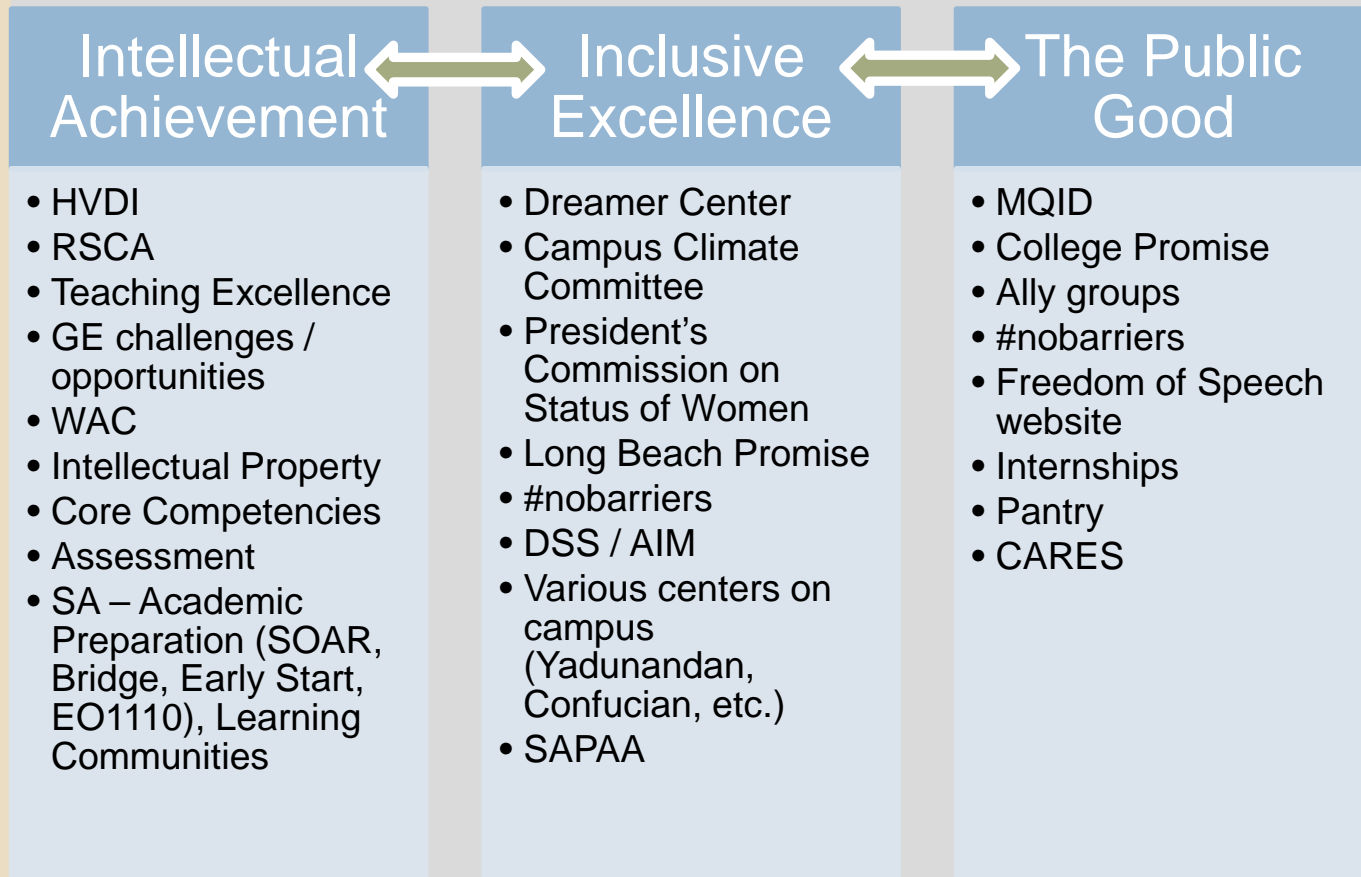 Intellectual
Achievement
• HVDI
• RSCA
• Teaching Excellence
• GE challenges /
opportunities
• WAC
• Intellectual Property
• Core Competencies
• Assessment
• SA – Academic
Preparation (SOAR,
Bridge, Early Start,
EO1110), Learning
Communities
Inclusive
Excellence
• Dreamer Center
• Campus Climate
Committee
• President’s
Commission on
Status of Women
• Long Beach Promise
• #nobarriers
• DSS / AIM
• Various centers on
campus
(Yadunandan,
Confucian, etc.)
• SAPAA
The Public
Good
• MQID
• College Promise
• Ally groups
• #nobarriers
• Freedom of Speech
website
• Internships
• Pantry
• CARES